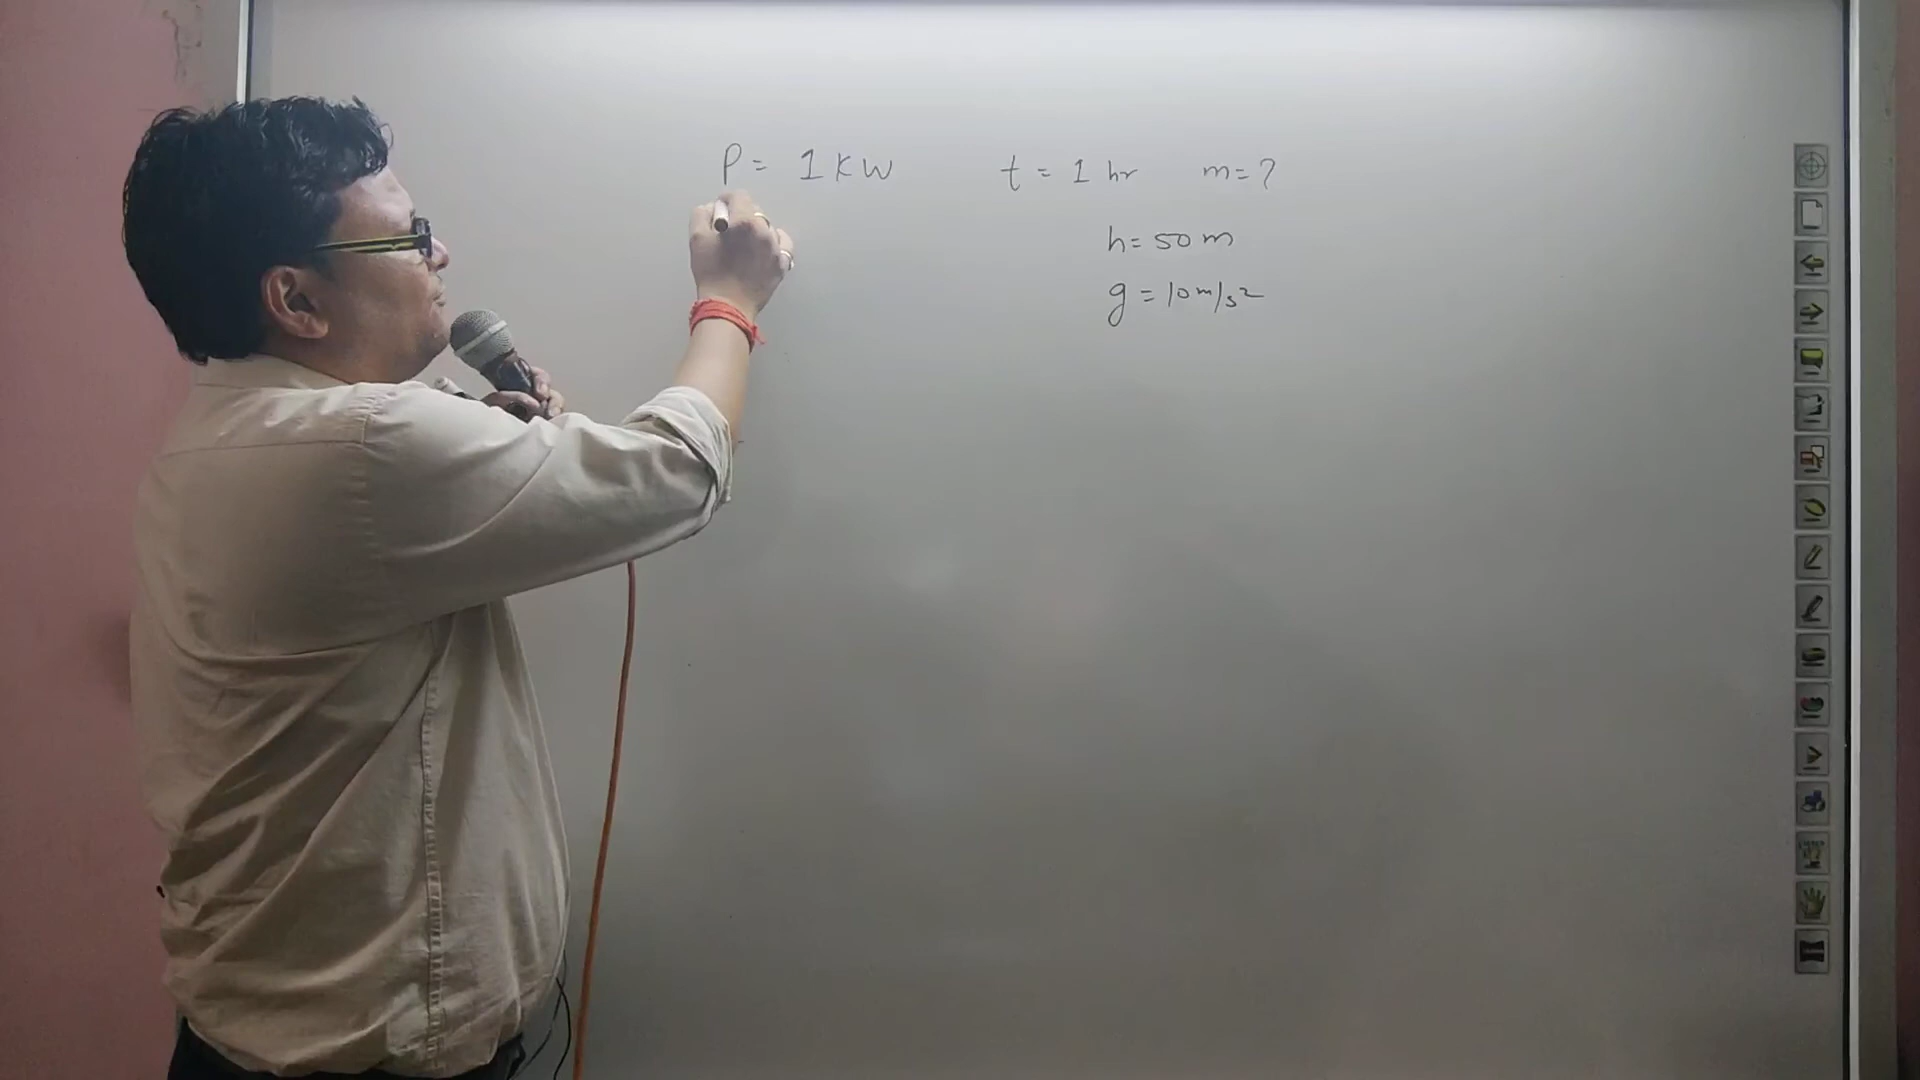 P = 1 KW t = 1 hr m = ?
h = 50 m
g = 10 m/s²